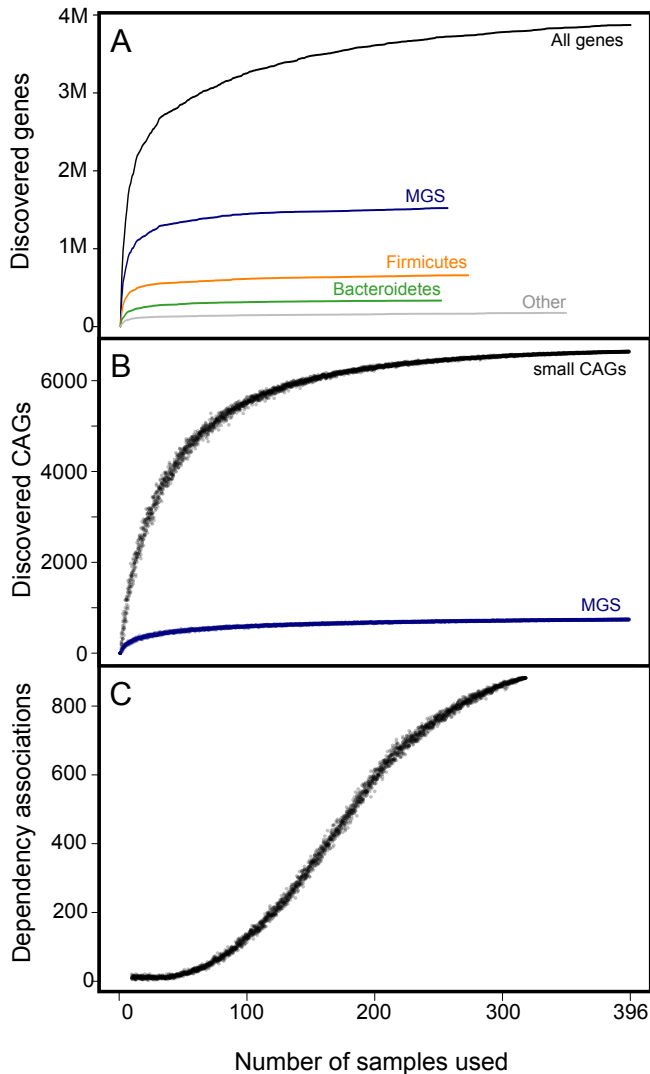 A
4M
3M
2M
1M
0
Discovered genes
All genes
MGS
Firmicutes
Bacteroidetes
Other
B
6000
4000
2000
0
Discovered CAGs
small CAGs
MGS
C
800
600
400
200
0
Dependency associations
0 100 200 300 396
Number of samples used